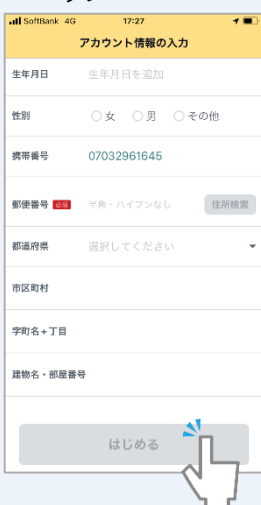 SoftBank 4G 17:27
アカウント情報の入力
生年月日 生年月日を追加
性別 女 男 その他
携帯番号 07032961645
郵便番号 必須 半角・ハイフンなし 住所検索
都道府県 選択してください
市区町村
字町名+丁目
建物名・部屋番号
はじめる